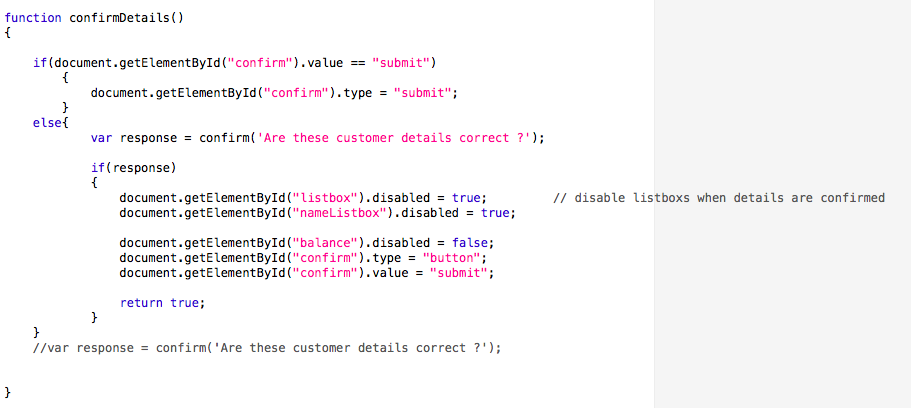 function confirmDetails()
{
if(document.getElementById("confirm").value == "submit")
{
document.getElementById("confirm").type = "submit";
}
else{
var response = confirm('Are these customer details correct ?');
if(response)
{
document.getElementById("listbox").disabled = true; // disable listboxs when details are confirmed
document.getElementById("nameListbox").disabled = true;
document.getElementById("balance").disabled = false;
document.getElementById("confirm").type = "button";
document.getElementById("confirm").value = "submit";
return true;
}
}
//var response = confirm('Are these customer details correct ?');
}